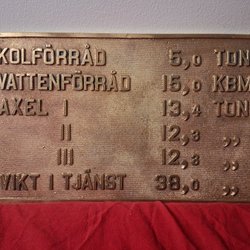 KOLFÖRRÅD 5,0 TON
VATTENFÖRRÅD 15,0 KBM
AXEL I 13,4 TON
II 12,3 „
III 12,3 „
VIKT I TJÄNST 38,0 „